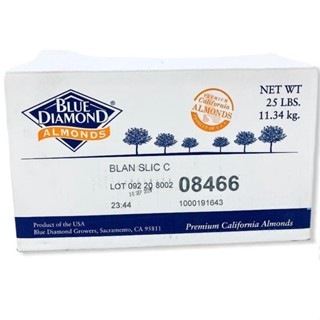 BLUE
DIAMOND
ALMONDS
PREMIUM
California
ALMONDS
NET WT
25 LBS.
11.34 kg.
BLAN SLIC C
LOT 092 20 8002 08466
23:44 1000191643
Product of the USA
Blue Diamond Growers, Sacramento, CA 95811
Premium California Almonds